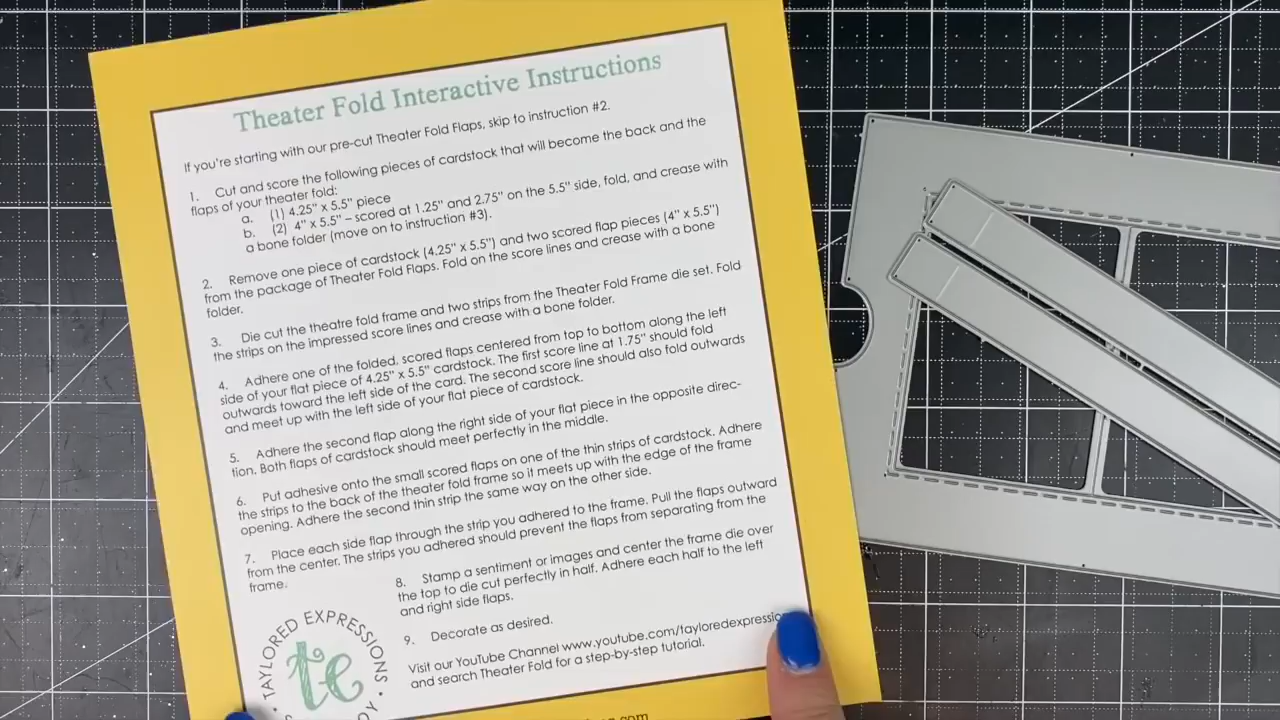 Theater Fold Interactive Instructions
If you're starting with our pre-cut Theater Fold Flaps, skip to instruction #2.
1. Cut and score the following pieces of cardstock that will become the back and the
flaps of your theater fold:
a. (1) 4.25" x 5.5" piece
b. (2) 4" x 5.5" – scored at 1.25" and 2.75" on the 5.5" side, fold, and crease with
a bone folder (move on to instruction #3).
2. Remove one piece of cardstock (4.25" x 5.5") and two scored flap pieces (4" x 5.5")
from the package of Theater Fold Flaps. Fold on the score lines and crease with a bone
folder.
3. Die cut the theatre fold frame and two strips from the Theater Fold Frame die set. Fold
the strips on the impressed score lines and crease with a bone folder.
4. Adhere one of the folded, scored flaps centered from top to bottom along the left
side of your flat piece of 4.25" x 5.5" cardstock. The first score line at 1.75" should fold
outwards toward the left side of the card. The second score line should also fold outwards
and meet up with the left side of your flat piece of cardstock.
5. Adhere the second flap along the right side of your flat piece in the opposite direc-
tion. Both flaps of cardstock should meet perfectly in the middle.
6. Put adhesive onto the small scored flaps on one of the thin strips of cardstock. Adhere
the strips to the back of the theater fold frame so it meets up with the edge of the frame
opening. Adhere the second thin strip the same way on the other side.
7. Place each side flap through the strip you adhered to the frame. Pull the flaps outward
from the center. The strips you adhered should prevent the flaps from separating from the
frame.
8. Stamp a sentiment or images and center the frame die over
the top to die cut perfectly in half. Adhere each half to the left
and right side flaps.
9. Decorate as desired.
Visit our YouTube Channel www.youtube.com/tayloredexpressio
and search Theater Fold for a step-by-step tutorial.
TAYLORED EXPRESSIONS •
te
.com